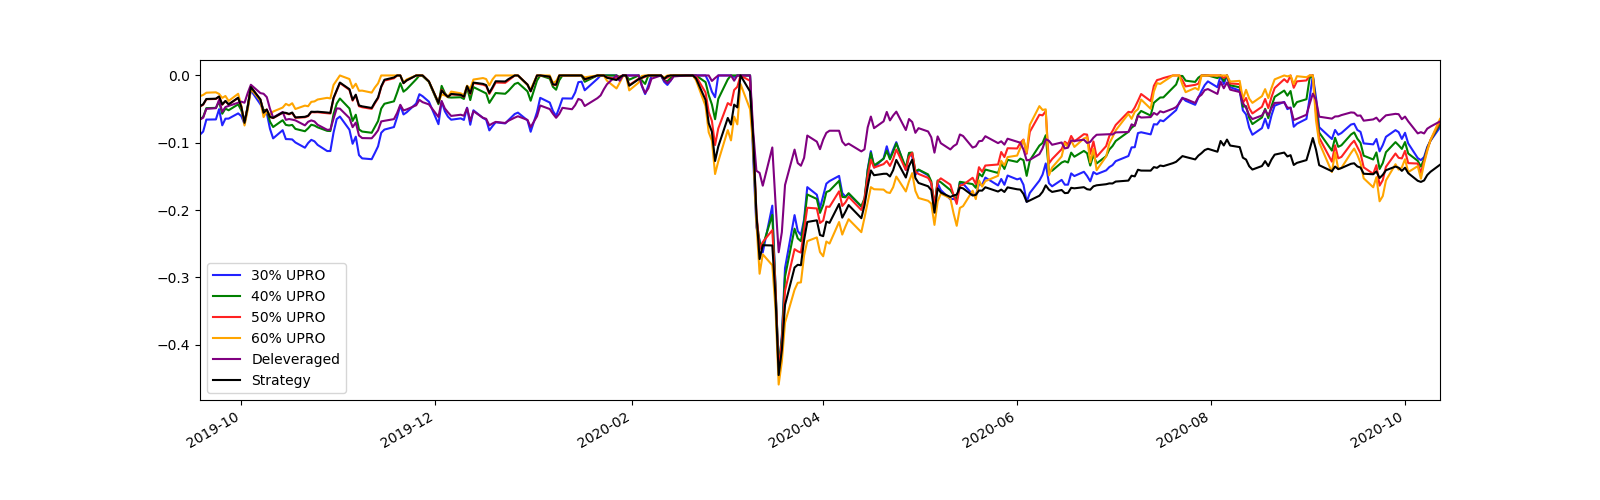 0.0
−0.1
−0.2
−0.3
−0.4
30% UPRO
40% UPRO
50% UPRO
60% UPRO
Deleveraged
Strategy
2019-10
2019-12
2020-02
2020-04
2020-06
2020-08
2020-10